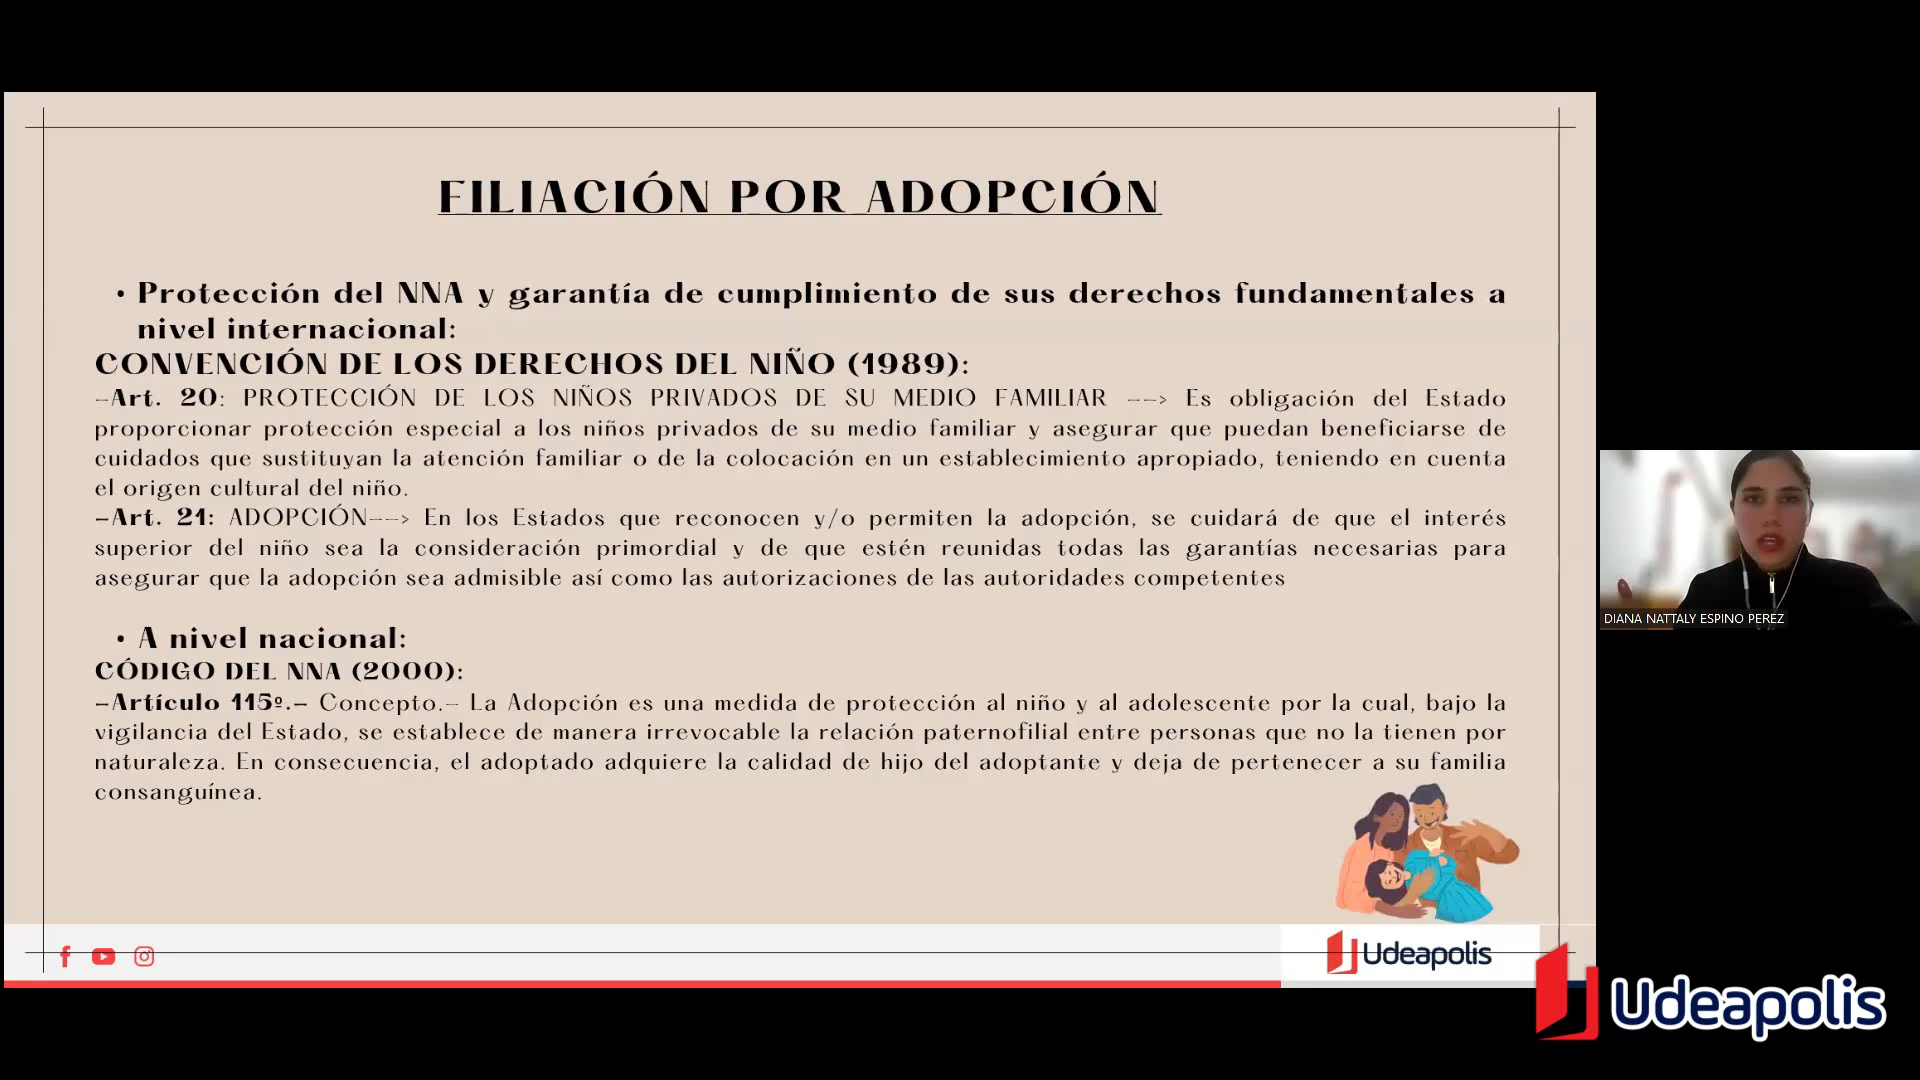 FILIACIÓN POR ADOPCIÓN
• Protección del NNA y garantía de cumplimiento de sus derechos fundamentales a
nivel internacional:
CONVENCIÓN DE LOS DERECHOS DEL NIÑO (1989):
-Art. 20: PROTECCIÓN DE LOS NIÑOS PRIVADOS DE SU MEDIO FAMILIAR --> Es obligación del Estado
proporcionar protección especial a los niños privados de su medio familiar y asegurar que puedan beneficiarse de
cuidados que sustituyan la atención familiar o de la colocación en un establecimiento apropiado, teniendo en cuenta
el origen cultural del niño.
-Art. 21: ADOPCIÓN--> En los Estados que reconocen y/o permiten la adopción, se cuidará de que el interés
superior del niño sea la consideración primordial y de que estén reunidas todas las garantías necesarias para
asegurar que la adopción sea admisible así como las autorizaciones de las autoridades competentes
• A nivel nacional:
CÓDIGO DEL NNA (2000):
-Artículo 115º.- Concepto.- La Adopción es una medida de protección al niño y al adolescente por la cual, bajo la
vigilancia del Estado, se establece de manera irrevocable la relación paternofilial entre personas que no la tienen por
naturaleza. En consecuencia, el adoptado adquiere la calidad de hijo del adoptante y deja de pertenecer a su familia
consanguínea.
Udeapolis
DIANA NATTALY ESPINO PEREZ
Udeapolis